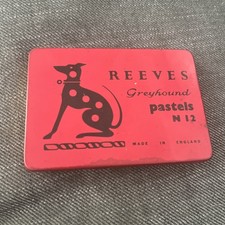 REEVES
Greyhound
pastels
N 12
MADE IN ENGLAND